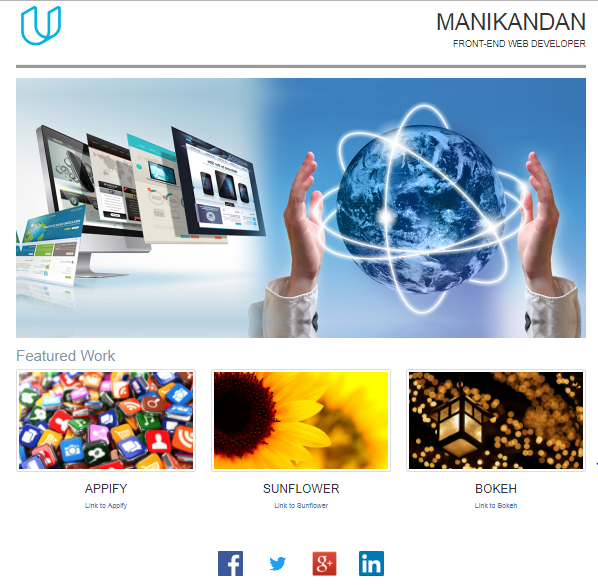 MANIKANDAN
FRONT-END WEB DEVELOPER
Featured Work
APPIFY
SUNFLOWER
BOKEH
Link to Appify
Link to Sunflower
Link to Bokeh